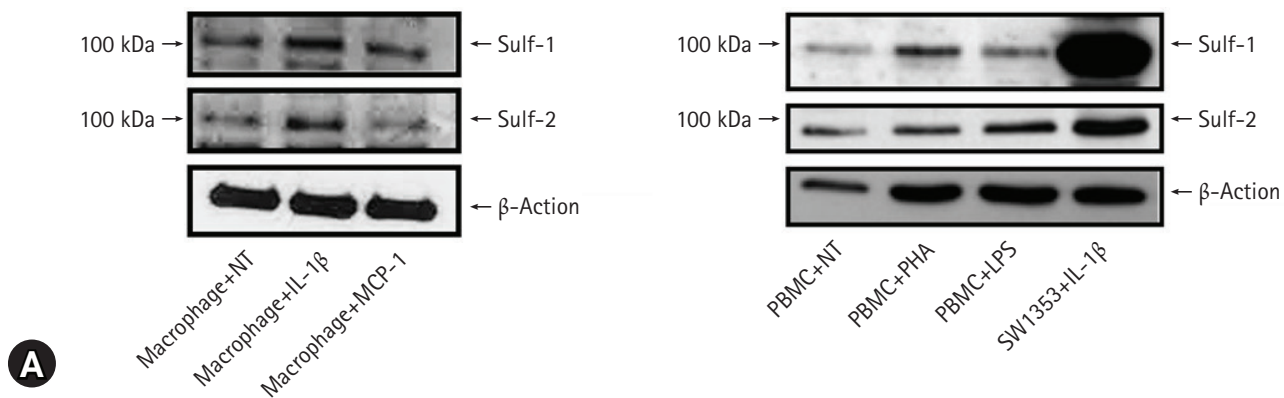 100 kDa → ← Sulf-1
100 kDa → ← Sulf-2
← β-Action
Macrophage+NT
Macrophage+IL-1β
Macrophage+MCP-1
100 kDa → ← Sulf-1
100 kDa → ← Sulf-2
← β-Action
PBMC+NT
PBMC+PHA
PBMC+LPS
SW1353+IL-1β
A